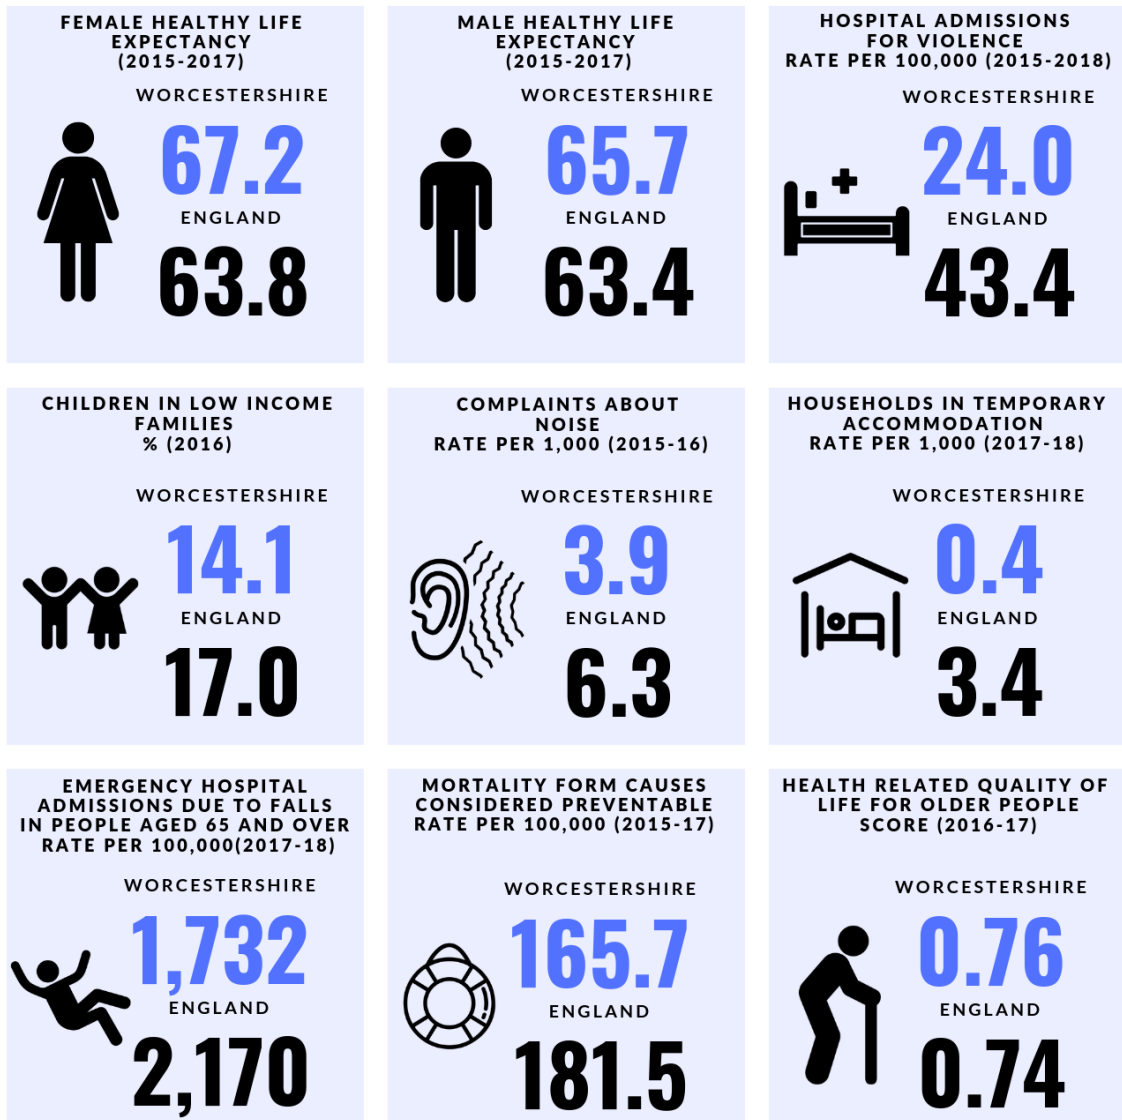 FEMALE HEALTHY LIFE
EXPECTANCY
(2015-2017)
WORCESTERSHIRE
67.2
ENGLAND
63.8
MALE HEALTHY LIFE
EXPECTANCY
(2015-2017)
WORCESTERSHIRE
65.7
ENGLAND
63.4
HOSPITAL ADMISSIONS
FOR VIOLENCE
RATE PER 100,000 (2015-2018)
WORCESTERSHIRE
24.0
ENGLAND
43.4
CHILDREN IN LOW INCOME
FAMILIES
% (2016)
WORCESTERSHIRE
14.1
ENGLAND
17.0
COMPLAINTS ABOUT
NOISE
RATE PER 1,000 (2015-16)
WORCESTERSHIRE
3.9
ENGLAND
6.3
HOUSEHOLDS IN TEMPORARY
ACCOMMODATION
RATE PER 1,000 (2017-18)
WORCESTERSHIRE
0.4
ENGLAND
3.4
EMERGENCY HOSPITAL
ADMISSIONS DUE TO FALLS
IN PEOPLE AGED 65 AND OVER
RATE PER 100,000(2017-18)
WORCESTERSHIRE
1,732
ENGLAND
2,170
MORTALITY FORM CAUSES
CONSIDERED PREVENTABLE
RATE PER 100,000 (2015-17)
WORCESTERSHIRE
165.7
ENGLAND
181.5
HEALTH RELATED QUALITY OF
LIFE FOR OLDER PEOPLE
SCORE (2016-17)
WORCESTERSHIRE
0.76
ENGLAND
0.74